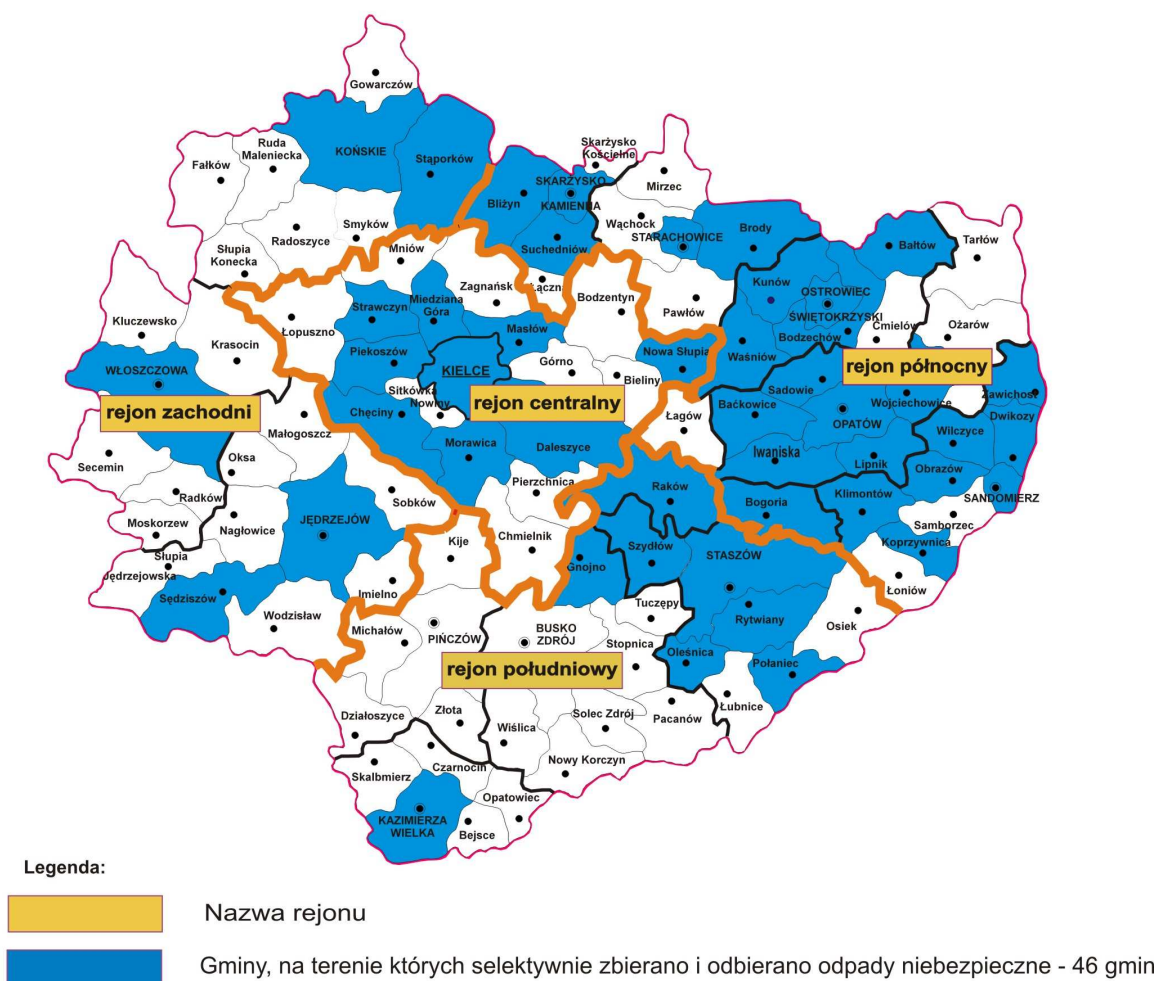 Gowarczów
Ruda
Maleniecka
KOŃSKIE
Stąporków
Fałków
Skarżysko
Kościelne
SKARŻYSKO
KAMIENNA
Mirzec
Bliżyn
Smyków
Radoszyce
Wąchock
STARACHOWICE
Brody
Bałtów
Tarłów
Słupia
Konecka
Mniów
Suchedniów
Zagnańsk
Łączn
Bodzentyn
Kunów
OSTROWIEC
ŚWIĘTOKRZYSKI
Kluczewsko
Krasocin
Łopuszno
Strawczyn
Miedziana
Góra
Masłów
Pawłów
Bodzechów
Ćmielów
Ożarów
Piekoszów
KIELCE
Górno
Nowa Słupia
Waśniów
WŁOSZCZOWA
Bieliny
rejon północny
rejon zachodni
Sitkówka
Nowiny
rejon centralny
Sadowie
Wojciechowice
Zawichost
Chęciny
Małogoszcz
Łagów
Baćkowice
OPATÓW
Dwikozy
Wilczyce
Morawica
Daleszyce
Iwaniska
Lipnik
Obrazów
Secemin
Oksa
Pierzchnica
Raków
Bogoria
Klimontów
SANDOMIERZ
Radków
Sobków
Samborzec
Moskorzew
Nagłowice
JĘDRZEJÓW
Kije
Chmielnik
Szydłów
STASZÓW
Koprzywnica
Słupia
Jędrzejowska
Gnojno
Sędziszów
Imielno
Łoniów
Wodzisław
Tuczępy
Rytwiany
Osiek
Michałów
PIŃCZÓW
BUSKO
ZDRÓJ
Stopnica
Oleśnica
Połaniec
rejon południowy
Działoszyce
Złota
Wiślica
Solec Zdrój
Pacanów
Łubnice
Skalbmierz
Czarnocin
Nowy Korczyn
KAZIMIERZA
WIELKA
Opatowiec
Bejsce
Legenda:
Nazwa rejonu
Gminy, na terenie których selektywnie zbierano i odbierano odpady niebezpieczne - 46 gmin